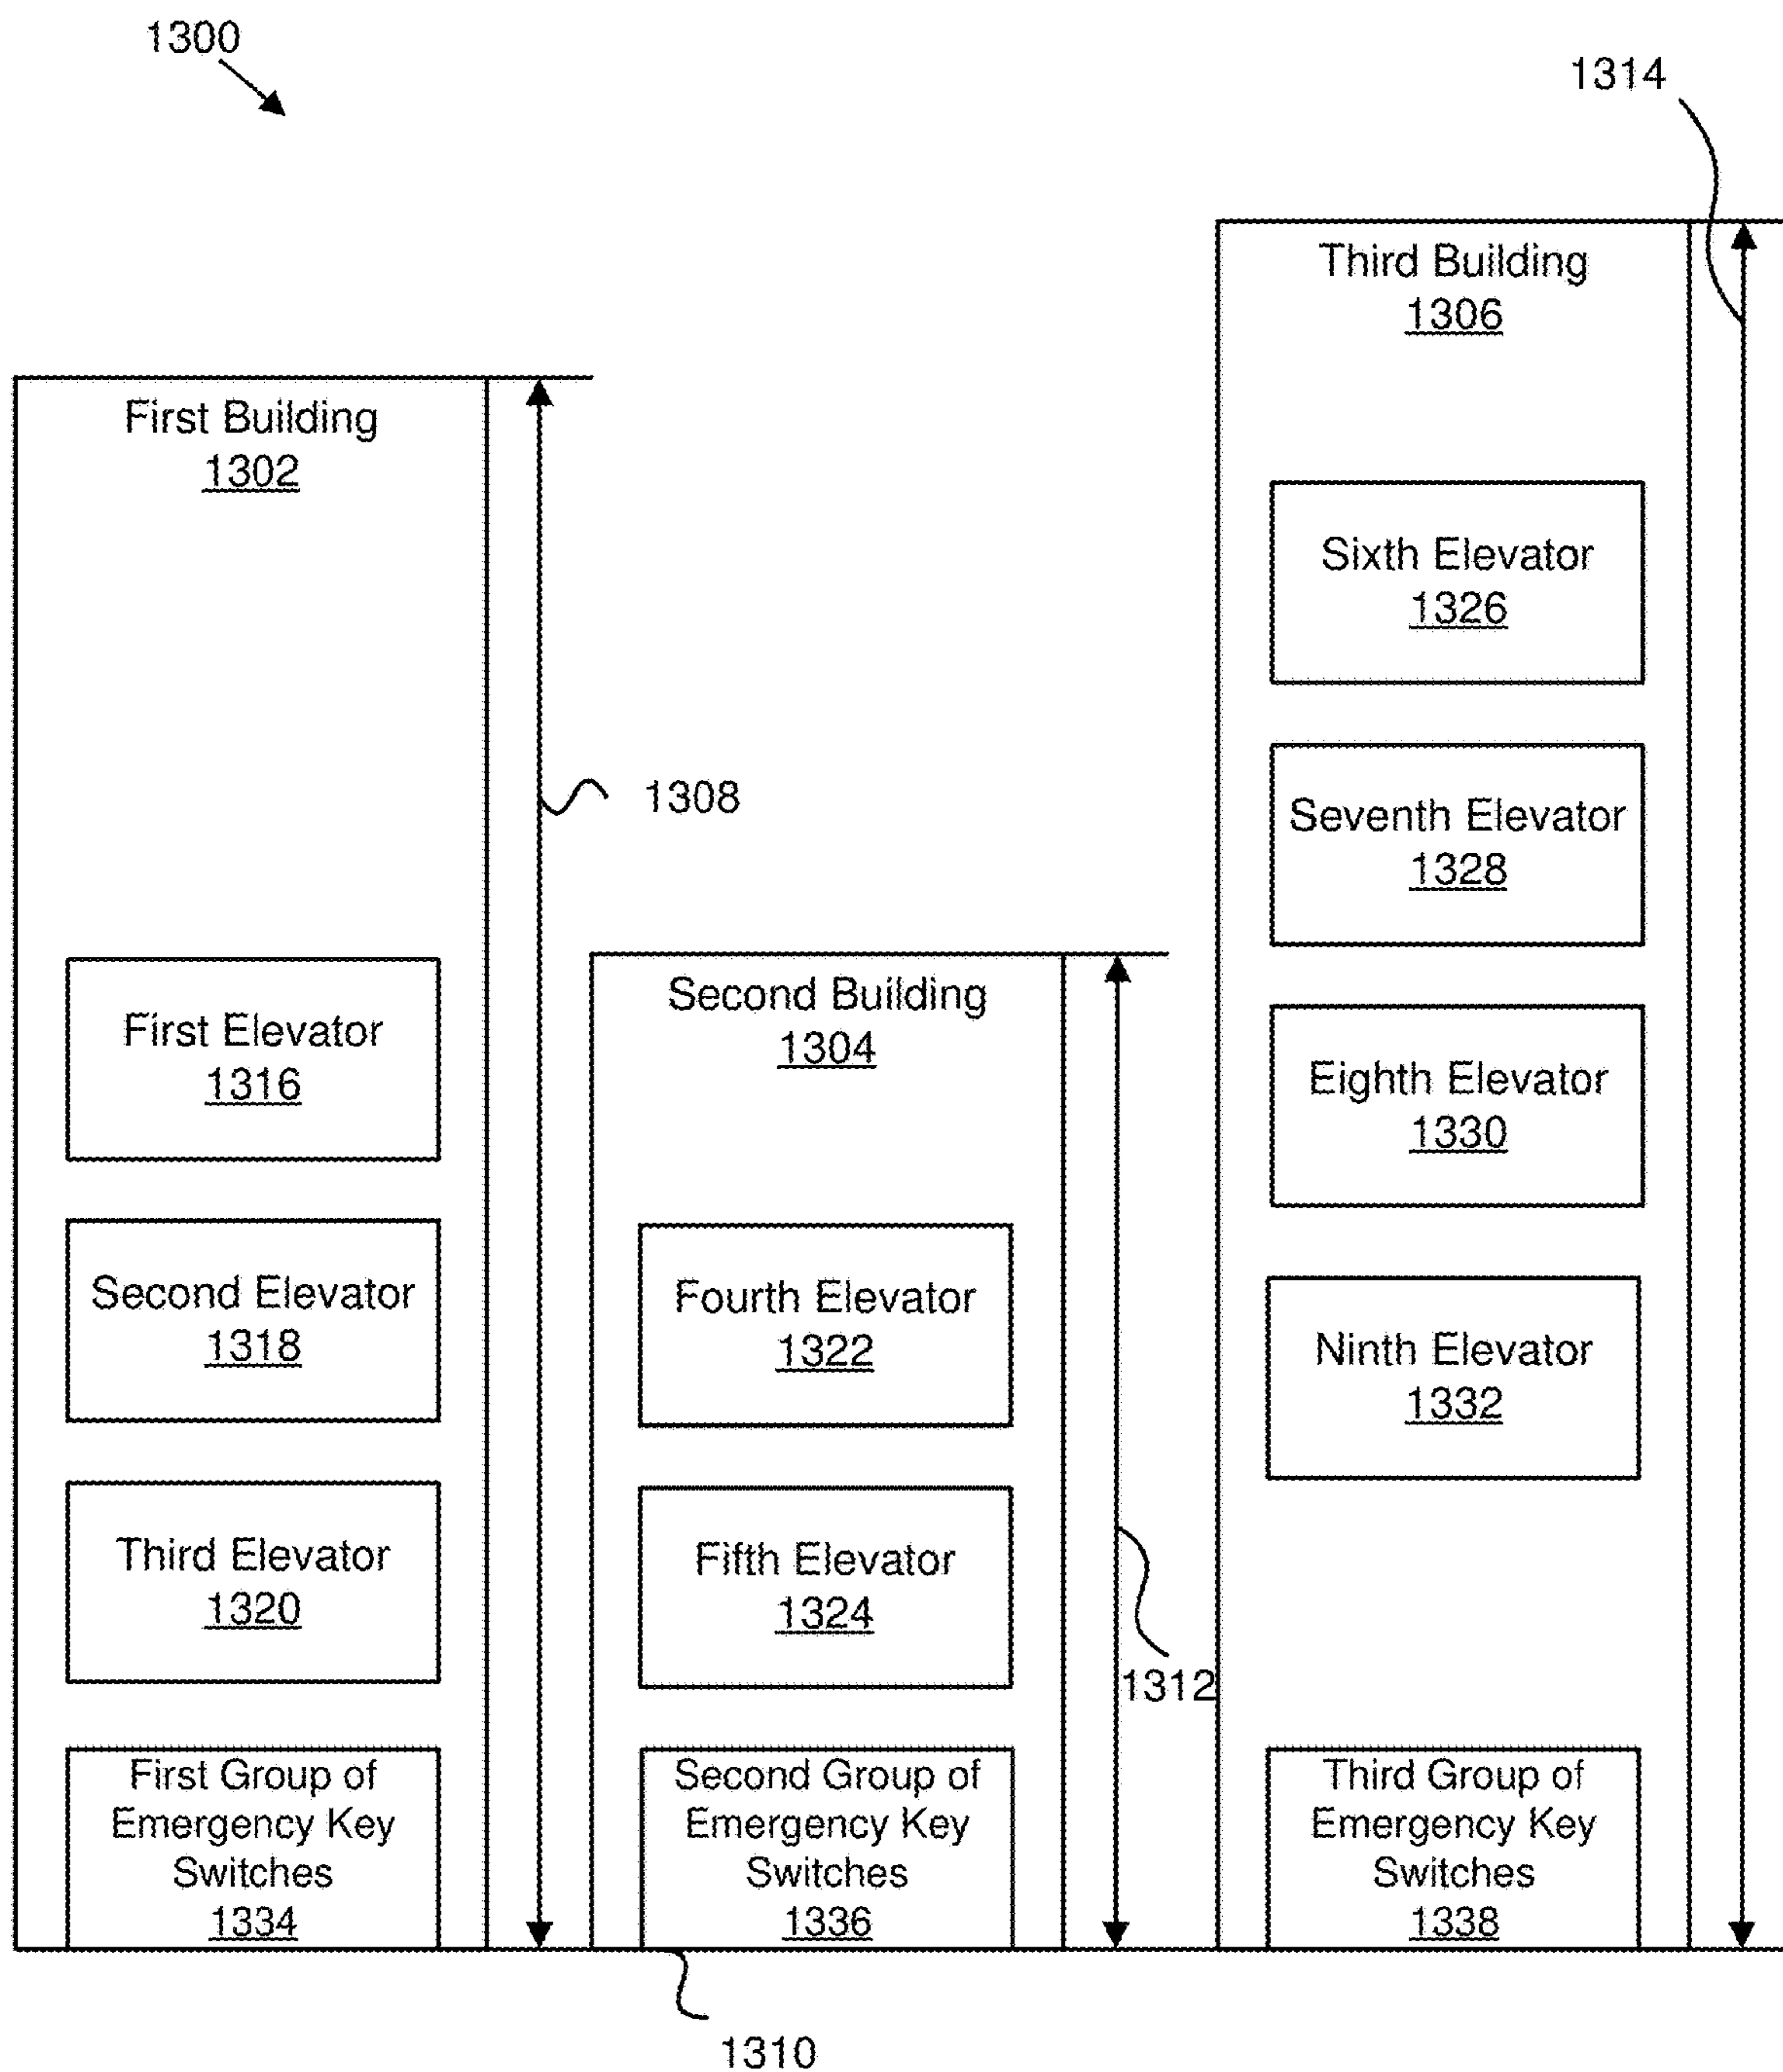 1300
1314
Third Building
1306
First Building
1302
Sixth Elevator
1326
1308
Seventh Elevator
1328
Second Building
1304
First Elevator
1316
Eighth Elevator
1330
Second Elevator
1318
Fourth Elevator
1322
Ninth Elevator
1332
Third Elevator
1320
Fifth Elevator
1324
1312
First Group of
Emergency Key
Switches
1334
Second Group of
Emergency Key
Switches
1336
Third Group of
Emergency Key
Switches
1338
1310